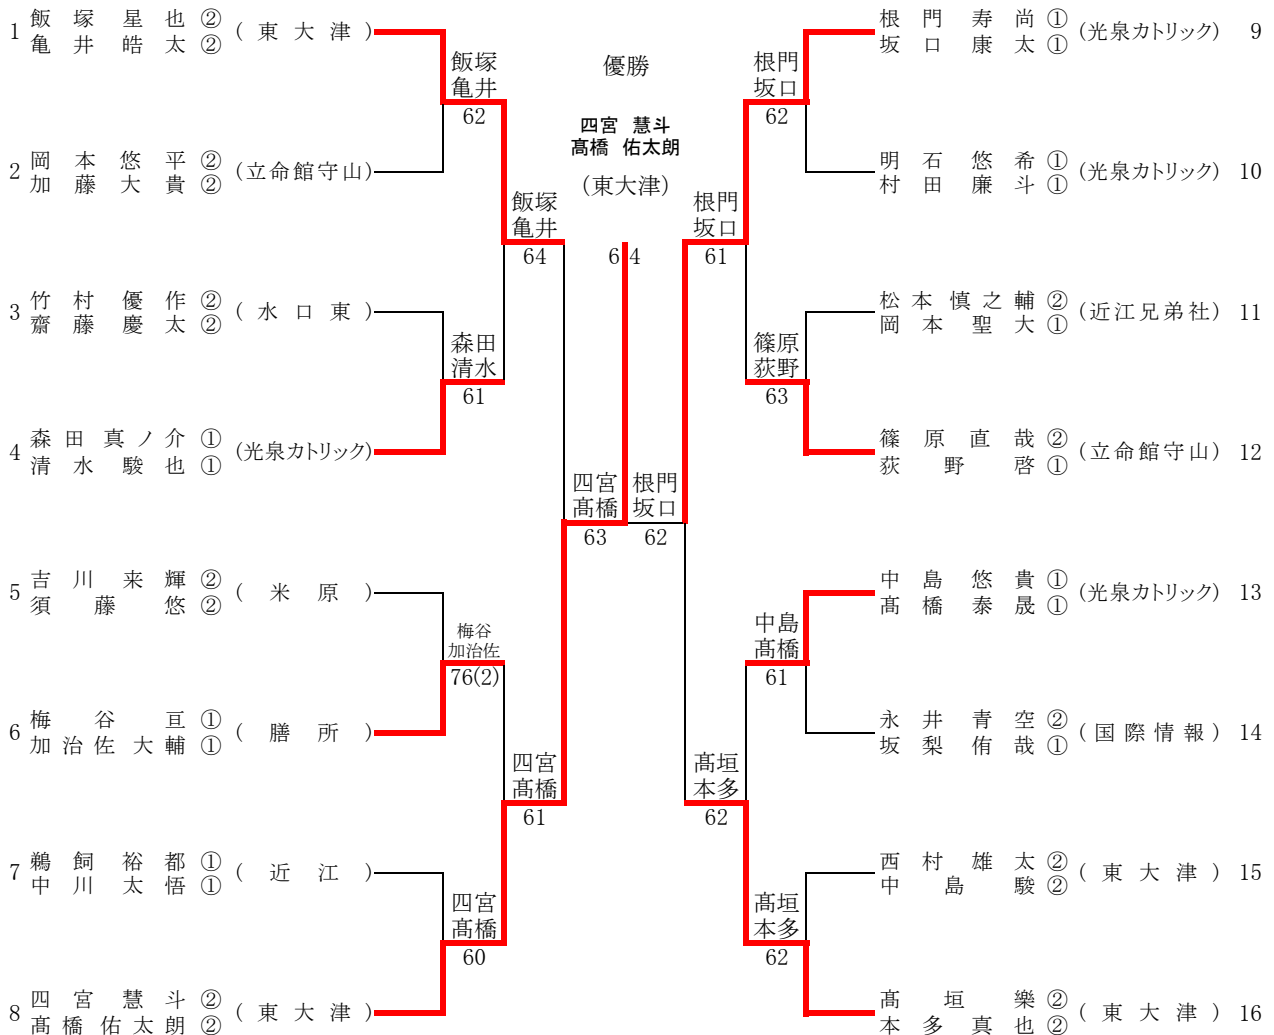 1 飯塚星也② (東大津)
亀井皓太②
2 岡本悠平② (立命館守山)
加藤大貴②
3 竹村優作② (水口東)
齋藤慶太②
4 森田真ノ介① (光泉カトリック)
清水駿也①
5 吉川来輝② (米原)
須藤悠②
6 梅谷亘① (膳所)
加治佐大輔①
7 鵜飼裕都① (近江)
中川太悟①
8 四宮慧斗② (東大津)
髙橋佑太朗②
飯塚
亀井
62
森田
清水
61
梅谷
加治佐
76(2)
四宮
髙橋
60
飯塚
亀井
64
四宮
髙橋
61
四宮
髙橋
63
優勝
四宮 慧斗
髙橋 佑太朗
(東大津)
64
根門
坂口
62
根門
坂口
61
髙垣
本多
62
根門
坂口
62
篠原
荻野
63
中島
髙橋
61
髙垣
本多
62
根門寿尚① (光泉カトリック) 9
坂口康太①
明石悠希① (光泉カトリック) 10
村田廉斗①
松本慎之輔② (近江兄弟社) 11
岡本聖大①
篠原直哉② (立命館守山) 12
荻野啓①
中島悠貴① (光泉カトリック) 13
髙橋泰晟①
永井青空② (国際情報) 14
坂梨侑哉①
西村雄太② (東大津) 15
中島駿②
髙垣樂② (東大津) 16
本多真也②